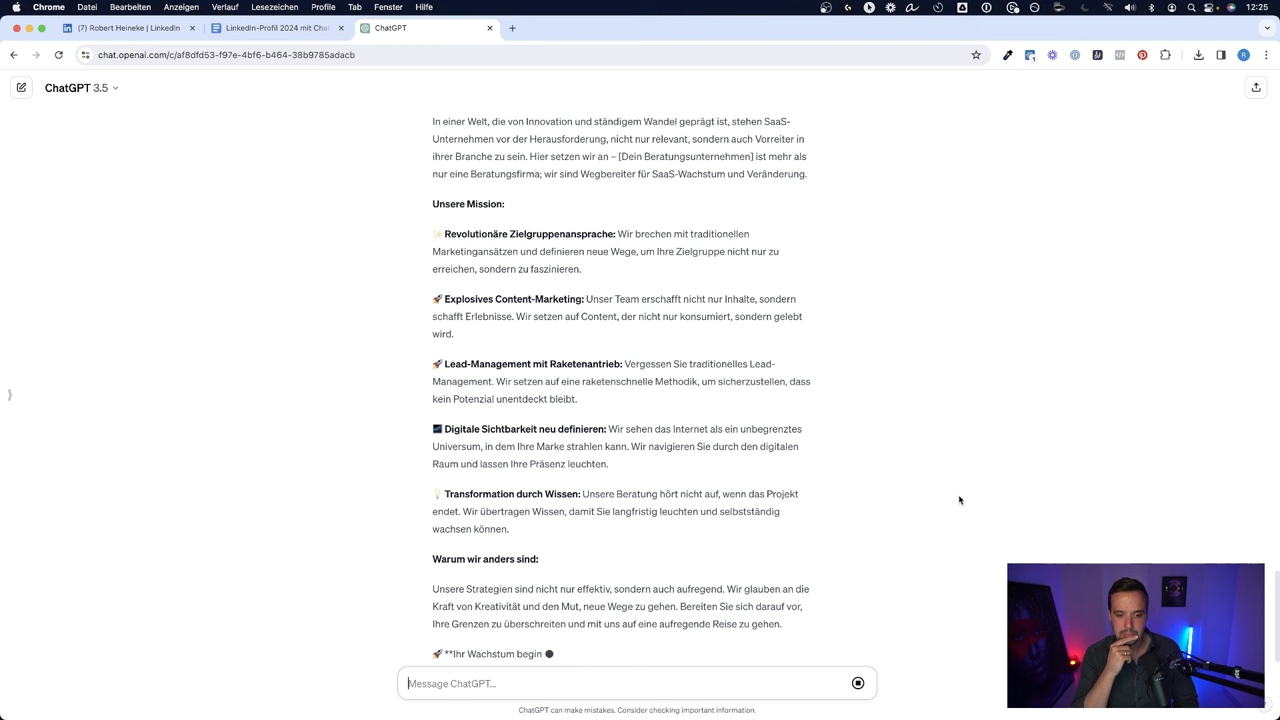 Chrome Datei Bearbeiten Anzeigen Verlauf Lesezeichen Profile Tab Fenster Hilfe 12:25
(7) Robert Heineke | LinkedIn LinkedIn-Profil 2024 mit Cha ChatGPT
chat.openai.com/c/af8dfd53-f97e-4bf6-b464-38b9785adacb R
ChatGPT 3.5
In einer Welt, die von Innovation und ständigem Wandel geprägt ist, stehen SaaS-
Unternehmen vor der Herausforderung, nicht nur relevant, sondern auch Vorreiter in
ihrer Branche zu sein. Hier setzen wir an – [Dein Beratungsunternehmen] ist mehr als
nur eine Beratungsfirma; wir sind Wegbereiter für SaaS-Wachstum und Veränderung.
Unsere Mission:
✨ Revolutionäre Zielgruppenansprache: Wir brechen mit traditionellen
Marketingansätzen und definieren neue Wege, um Ihre Zielgruppe nicht nur zu
erreichen, sondern zu faszinieren.
🚀 Explosives Content-Marketing: Unser Team erschafft nicht nur Inhalte, sondern
schafft Erlebnisse. Wir setzen auf Content, der nicht nur konsumiert, sondern gelebt
wird.
🚀 Lead-Management mit Raketenantrieb: Vergessen Sie traditionelles Lead-
Management. Wir setzen auf eine raketenschnelle Methodik, um sicherzustellen, dass
kein Potenzial unentdeckt bleibt.
🌌 Digitale Sichtbarkeit neu definieren: Wir sehen das Internet als ein unbegrenztes
Universum, in dem Ihre Marke strahlen kann. Wir navigieren Sie durch den digitalen
Raum und lassen Ihre Präsenz leuchten.
💡 Transformation durch Wissen: Unsere Beratung hört nicht auf, wenn das Projekt
endet. Wir übertragen Wissen, damit Sie langfristig leuchten und selbstständig
wachsen können.
Warum wir anders sind:
Unsere Strategien sind nicht nur effektiv, sondern auch aufregend. Wir glauben an die
Kraft von Kreativität und den Mut, neue Wege zu gehen. Bereiten Sie sich darauf vor,
Ihre Grenzen zu überschreiten und mit uns auf eine aufregende Reise zu gehen.
🚀 **Ihr Wachstum begin
Message ChatGPT...
ChatGPT can make mistakes. Consider checking important information.